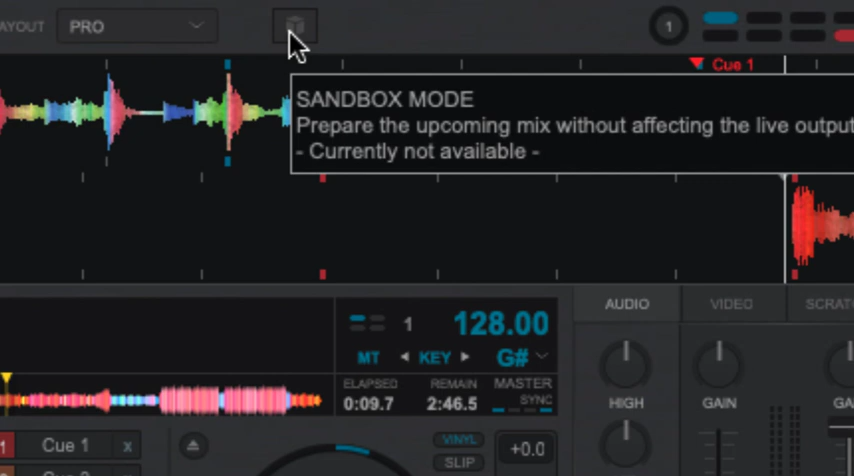 AYOUT PRO
1
Cue 1
SANDBOX MODE
Prepare the upcoming mix without affecting the live output
- Currently not available -
AUDIO VIDEO SCRAT
1 128.00
MT KEY G#
ELAPSED REMAIN MASTER
SYNC
0:09.7 2:46.5
HIGH GAIN GA
1 Cue 1 x
VINYL
SLIP
+0.0